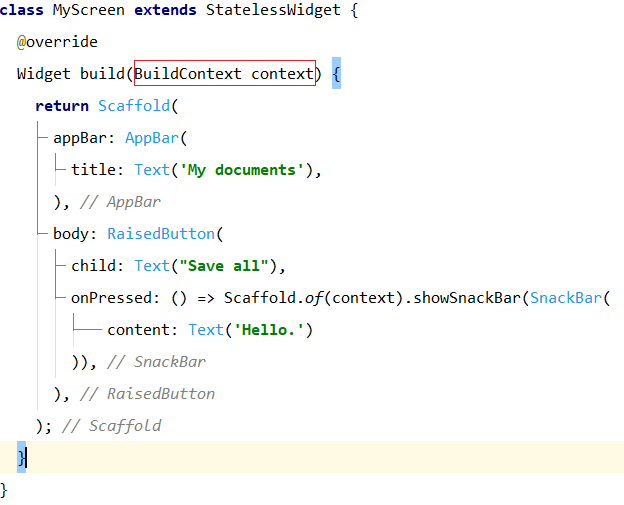 class MyScreen extends StatelessWidget {
@override
Widget build(BuildContext context) {
return Scaffold(
appBar: AppBar(
title: Text('My documents'),
), // AppBar
body: RaisedButton(
child: Text("Save all"),
onPressed: () => Scaffold.of(context).showSnackBar(SnackBar(
content: Text('Hello.')
)), // SnackBar
), // RaisedButton
); // Scaffold
}
}